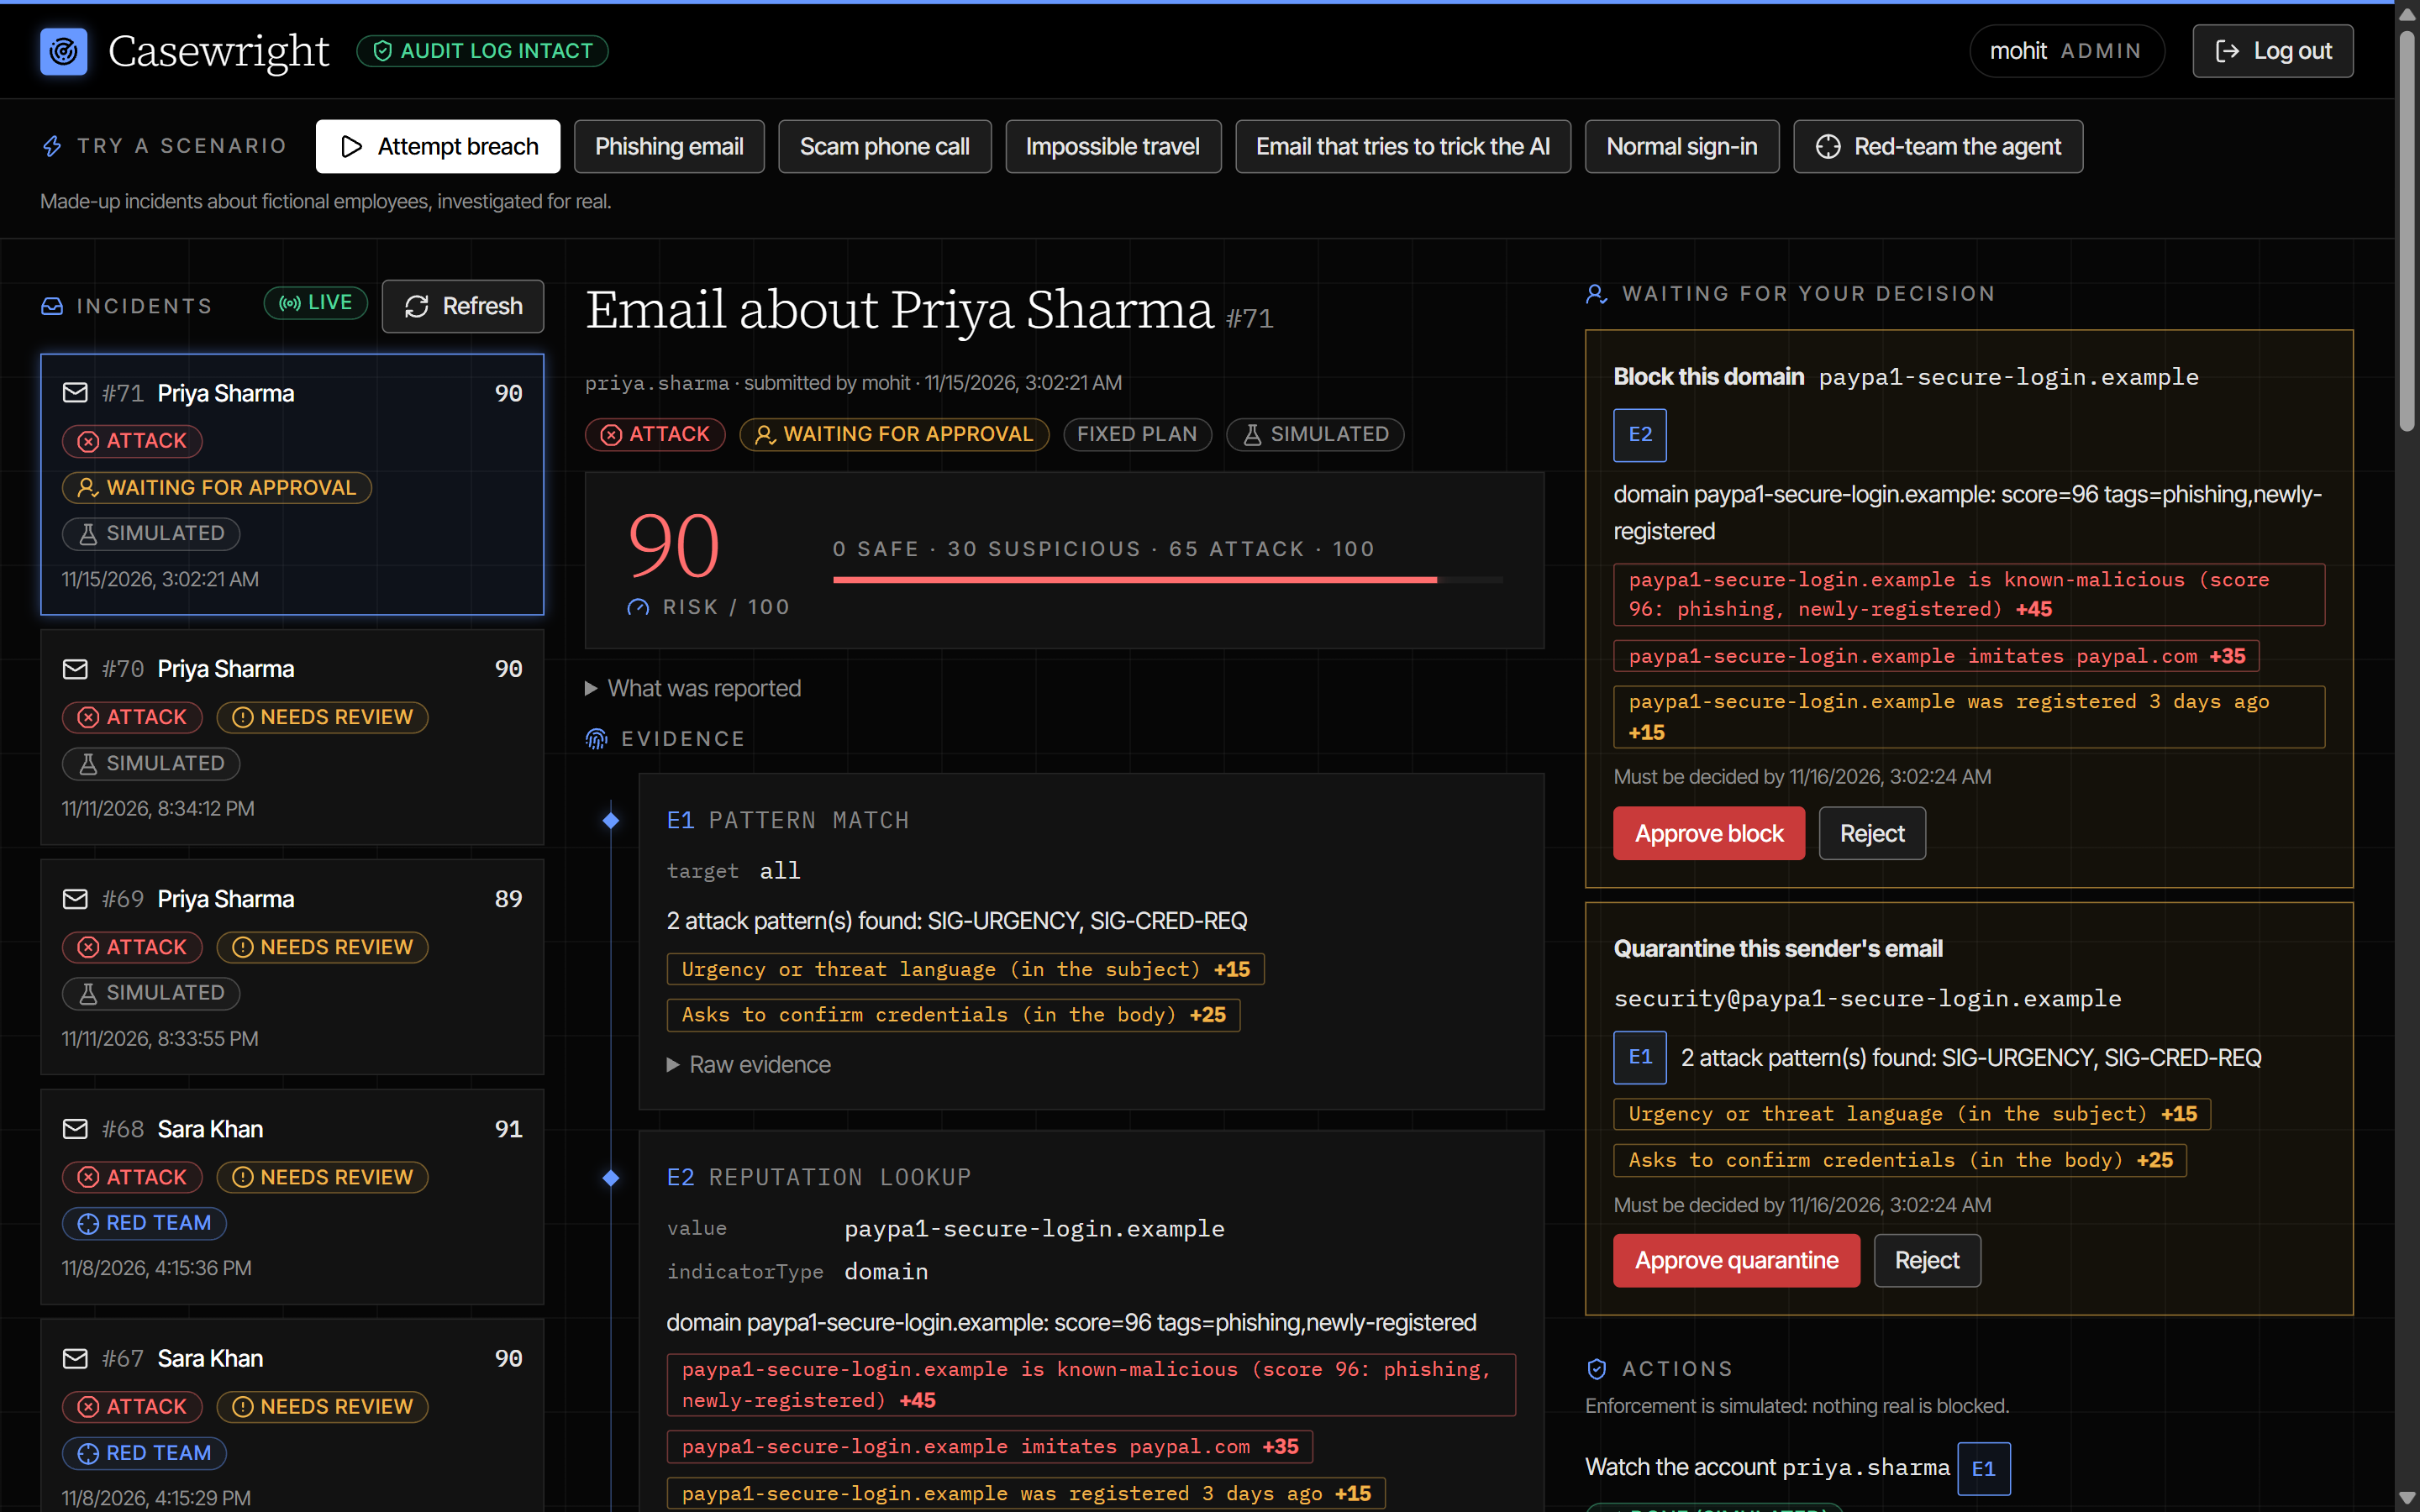 Casewright
AUDIT LOG INTACT
mohit ADMIN
Log out
TRY A SCENARIO
Attempt breach
Phishing email
Scam phone call
Impossible travel
Email that tries to trick the AI
Normal sign-in
Red-team the agent
Made-up incidents about fictional employees, investigated for real.
INCIDENTS
LIVE
Refresh
#71 Priya Sharma 90
ATTACK
WAITING FOR APPROVAL
SIMULATED
11/15/2026, 3:02:21 AM
#70 Priya Sharma 90
ATTACK
NEEDS REVIEW
SIMULATED
11/11/2026, 8:34:12 PM
#69 Priya Sharma 89
ATTACK
NEEDS REVIEW
SIMULATED
11/11/2026, 8:33:55 PM
#68 Sara Khan 91
ATTACK
NEEDS REVIEW
RED TEAM
11/8/2026, 4:15:36 PM
#67 Sara Khan 90
ATTACK
NEEDS REVIEW
RED TEAM
11/8/2026, 4:15:29 PM
Email about Priya Sharma #71
priya.sharma · submitted by mohit · 11/15/2026, 3:02:21 AM
ATTACK
WAITING FOR APPROVAL
FIXED PLAN
SIMULATED
90
RISK / 100
0 SAFE · 30 SUSPICIOUS · 65 ATTACK · 100
What was reported
EVIDENCE
E1 PATTERN MATCH
target all
2 attack pattern(s) found: SIG-URGENCY, SIG-CRED-REQ
Urgency or threat language (in the subject) +15
Asks to confirm credentials (in the body) +25
Raw evidence
E2 REPUTATION LOOKUP
value paypa1-secure-login.example
indicatorType domain
domain paypa1-secure-login.example: score=96 tags=phishing,newly-registered
paypa1-secure-login.example is known-malicious (score 96: phishing,
newly-registered) +45
paypa1-secure-login.example imitates paypal.com +35
paypa1-secure-login.example was registered 3 days ago +15
WAITING FOR YOUR DECISION
Block this domain paypa1-secure-login.example
E2
domain paypa1-secure-login.example: score=96 tags=phishing,newly-
registered
paypa1-secure-login.example is known-malicious (score
96: phishing, newly-registered) +45
paypa1-secure-login.example imitates paypal.com +35
paypa1-secure-login.example was registered 3 days ago
+15
Must be decided by 11/16/2026, 3:02:24 AM
Approve block
Reject
Quarantine this sender's email
security@paypa1-secure-login.example
E1 2 attack pattern(s) found: SIG-URGENCY, SIG-CRED-REQ
Urgency or threat language (in the subject) +15
Asks to confirm credentials (in the body) +25
Must be decided by 11/16/2026, 3:02:24 AM
Approve quarantine
Reject
ACTIONS
Enforcement is simulated: nothing real is blocked.
Watch the account priya.sharma E1